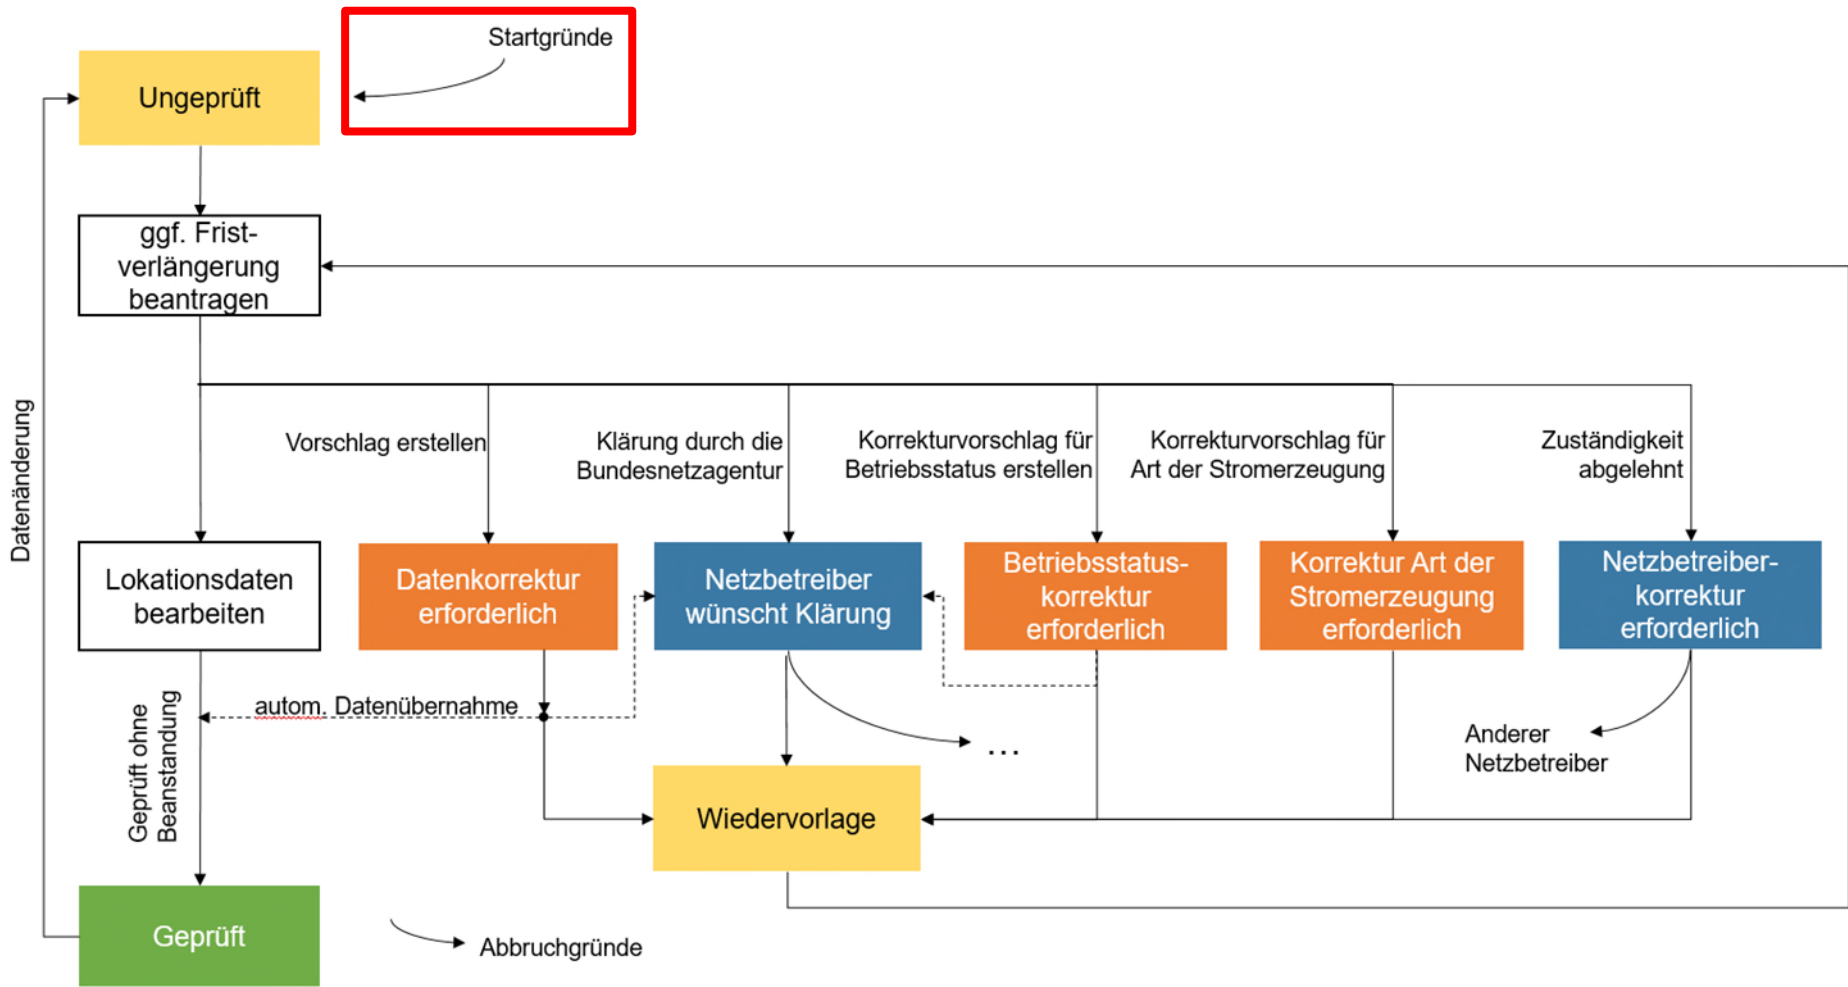 Startgründe
Ungeprüft
ggf. Frist-
verlängerung
beantragen
Datenänderung
Vorschlag erstellen
Klärung durch die
Bundesnetzagentur
Korrekturvorschlag für
Betriebsstatus erstellen
Korrekturvorschlag für
Art der Stromerzeugung
Zuständigkeit
abgelehnt
Lokationsdaten
bearbeiten
Datenkorrektur
erforderlich
Netzbetreiber
wünscht Klärung
Betriebsstatus-
korrektur
erforderlich
Korrektur Art der
Stromerzeugung
erforderlich
Netzbetreiber-
korrektur
erforderlich
autom. Datenübernahme
Geprüft ohne
Beanstandung
...
Anderer
Netzbetreiber
Wiedervorlage
Geprüft
Abbruchgründe